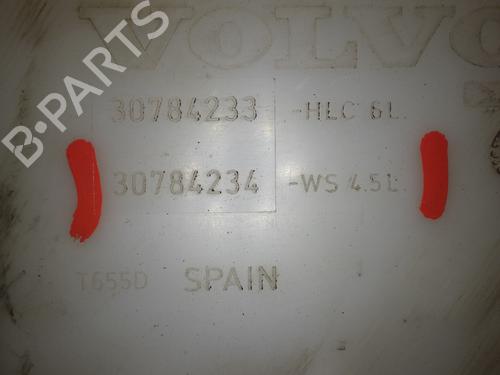 VOLVO
30784233 -HLC 6L.
B·PARTS
30784234 -WS 4.5L.
T655D SPAIN